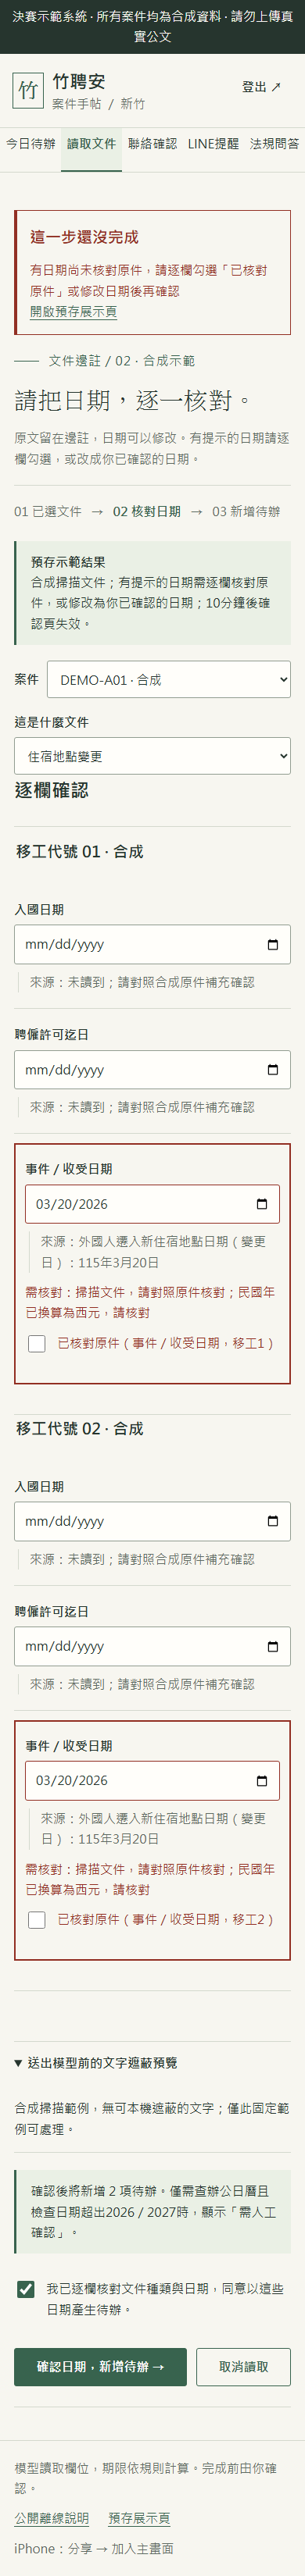 決賽示範系統 · 所有案件均為合成資料 · 請勿上傳真
實公文
竹
竹聘安
案件手帖 / 新竹
登出 ↗
今日待辦 讀取文件 聯絡確認 LINE提醒 法規問答
這一步還沒完成
有日期尚未核對原件，請逐欄勾選「已核對
原件」或修改日期後再確認
開啟預存展示頁
文件邊註 / 02 · 合成示範
請把日期，逐一核對。
原文留在邊註，日期可以修改。有提示的日期請逐
欄勾選，或改成你已確認的日期。
01 已選文件 → 02 核對日期 → 03 新增待辦
預存示範結果
合成掃描文件；有提示的日期需逐欄核對原
件，或修改為你已確認的日期；10分鐘後確
認頁失效。
案件 DEMO-A01 · 合成
這是什麼文件
住宿地點變更
逐欄確認
移工代號 01 · 合成
入國日期
mm/dd/yyyy
來源：未讀到；請對照合成原件補充確認
聘僱許可迄日
mm/dd/yyyy
來源：未讀到；請對照合成原件補充確認
事件 / 收受日期
03/20/2026
來源：外國人遷入新住宿地點日期（變更
日）：115年3月20日
需核對：掃描文件，請對照原件核對；民國年
已換算為西元，請核對
已核對原件（事件 / 收受日期，移工1）
移工代號 02 · 合成
入國日期
mm/dd/yyyy
來源：未讀到；請對照合成原件補充確認
聘僱許可迄日
mm/dd/yyyy
來源：未讀到；請對照合成原件補充確認
事件 / 收受日期
03/20/2026
來源：外國人遷入新住宿地點日期（變更
日）：115年3月20日
需核對：掃描文件，請對照原件核對；民國年
已換算為西元，請核對
已核對原件（事件 / 收受日期，移工2）
▼ 送出模型前的文字遮蔽預覽
合成掃描範例，無可本機遮蔽的文字；僅此固定範
例可處理。
確認後將新增 2 項待辦。僅需查辦公日曆且
檢查日期超出2026 / 2027時，顯示「需人工
確認」。
我已逐欄核對文件種類與日期，同意以這些
日期產生待辦。
確認日期，新增待辦 →
取消讀取
模型讀取欄位，期限依規則計算。完成前由你確
認。
公開離線說明 預存展示頁
iPhone：分享 → 加入主畫面